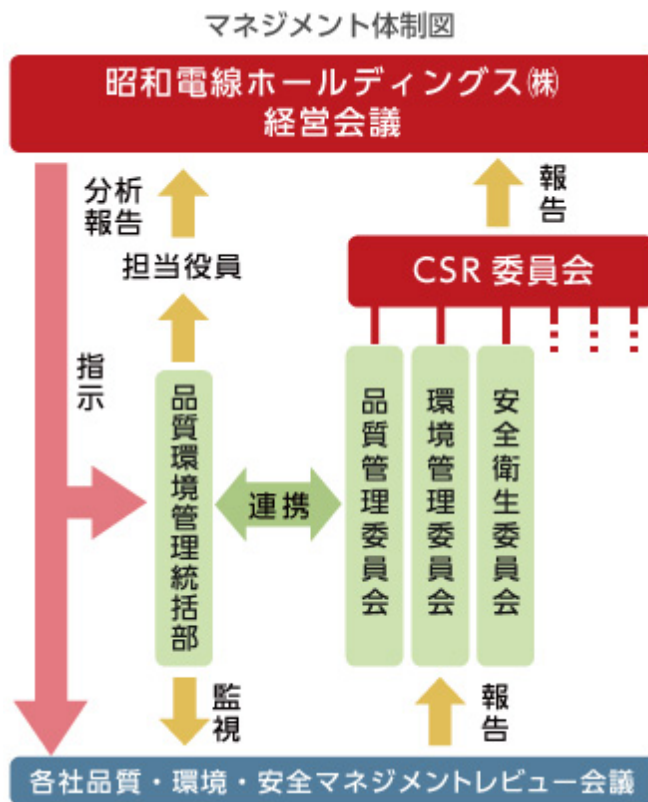 マネジメント体制図
昭和電線ホールディングス㈱
経営会議
分析
報告
報告
担当役員
CSR 委員会
指示
品質環境管理統括部
連携
品質管理委員会
環境管理委員会
安全衛生委員会
監視
報告
各社品質・環境・安全マネジメントレビュー会議